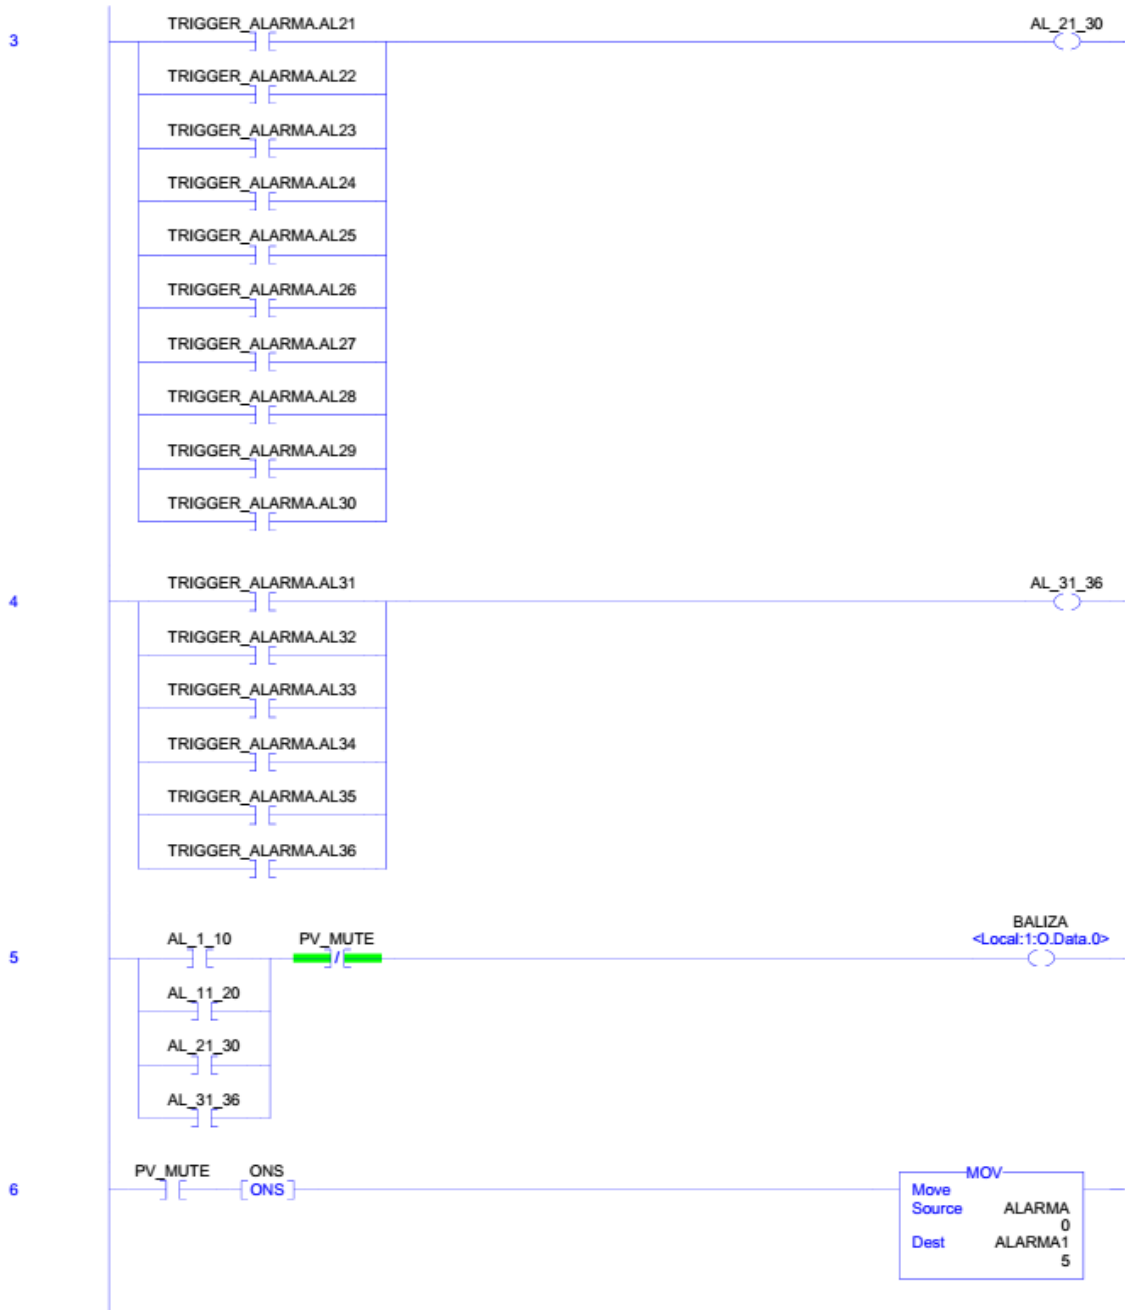 TRIGGER_ALARMA.AL21
AL_21_30
3
TRIGGER_ALARMA.AL22
TRIGGER_ALARMA.AL23
TRIGGER_ALARMA.AL24
TRIGGER_ALARMA.AL25
TRIGGER_ALARMA.AL26
TRIGGER_ALARMA.AL27
TRIGGER_ALARMA.AL28
TRIGGER_ALARMA.AL29
TRIGGER_ALARMA.AL30
TRIGGER_ALARMA.AL31
AL_31_36
4
TRIGGER_ALARMA.AL32
TRIGGER_ALARMA.AL33
TRIGGER_ALARMA.AL34
TRIGGER_ALARMA.AL35
TRIGGER_ALARMA.AL36
BALIZA
AL_1_10
PV_MUTE
<Local:1:O.Data.0>
5
/
AL_11_20
AL_21_30
AL_31_36
PV_MUTE
ONS
MOV
6
ONS
Move
Source ALARMA
0
Dest ALARMA1
5